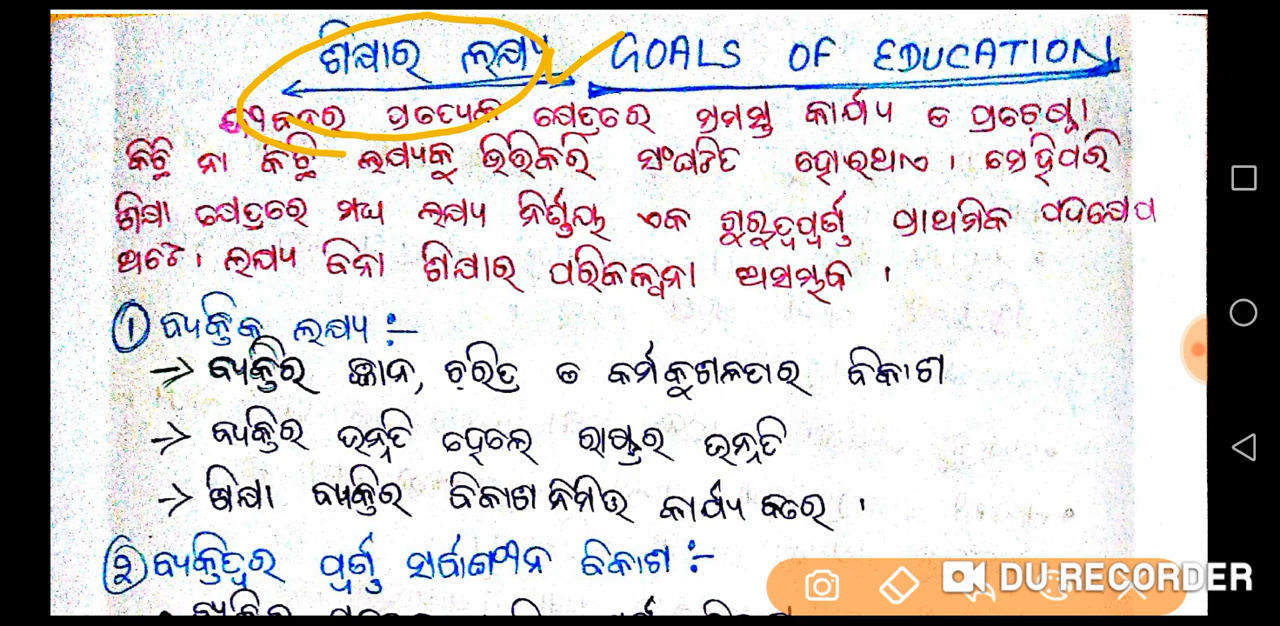 ଶିକ୍ଷାର ଲକ୍ଷ୍ୟ GOALS OF EDUCATION
ପ୍ରତ୍ୟେକ କ୍ଷେତ୍ରରେ ସମସ୍ତ କାର୍ଯ୍ୟ ଓ ପ୍ରଚେଷ୍ଟା
କିଛି ନା କିଛି ଲକ୍ଷ୍ୟକୁ ଭିତ୍ତିକରି ସଂଗଠିତ ହୋଇଥାଏ । ସେହିପରି
ଶିକ୍ଷା କ୍ଷେତ୍ରରେ ମଧ୍ୟ ଲକ୍ଷ୍ୟ ନିର୍ଣ୍ଣୟ ଏକ ଗୁରୁତ୍ୱପୂର୍ଣ୍ଣ ପ୍ରାଥମିକ ପଦକ୍ଷେପ
ଅଟେ । ଲକ୍ଷ୍ୟ ବିନା ଶିକ୍ଷାର ପରିକଳ୍ପନା ଅସମ୍ଭବ ।
① ବ୍ୟକ୍ତିକ ଲକ୍ଷ୍ୟ :–
→ ବ୍ୟକ୍ତିର ଜ୍ଞାନ, ଚରିତ୍ର ଓ କର୍ମକୁଶଳତାର ବିକାଶ
→ ବ୍ୟକ୍ତିର ଉନ୍ନତି ହେଲେ ରାଷ୍ଟ୍ରର ଉନ୍ନତି
→ ଶିକ୍ଷା ବ୍ୟକ୍ତିର ବିକାଶ ନିମିତ୍ତ କାର୍ଯ୍ୟ କରେ ।
② ବ୍ୟକ୍ତିତ୍ୱର ପୂର୍ଣ୍ଣ ସର୍ବାଙ୍ଗୀନ ବିକାଶ :–
DU RECORDER